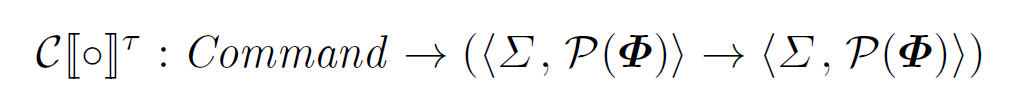 𝒞⟦∘⟧^τ : Command → (⟨Σ , 𝒫(𝜱)⟩ → ⟨Σ , 𝒫(𝜱)⟩)